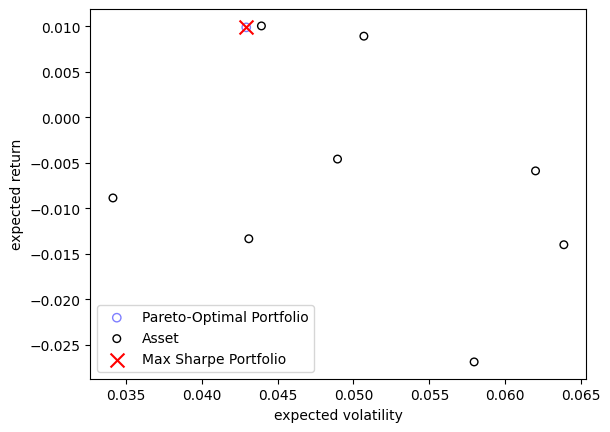 0.010
0.005
0.000
−0.005
−0.010
−0.015
−0.020
−0.025
expected return
Pareto-Optimal Portfolio
Asset
Max Sharpe Portfolio
0.035 0.040 0.045 0.050 0.055 0.060 0.065
expected volatility